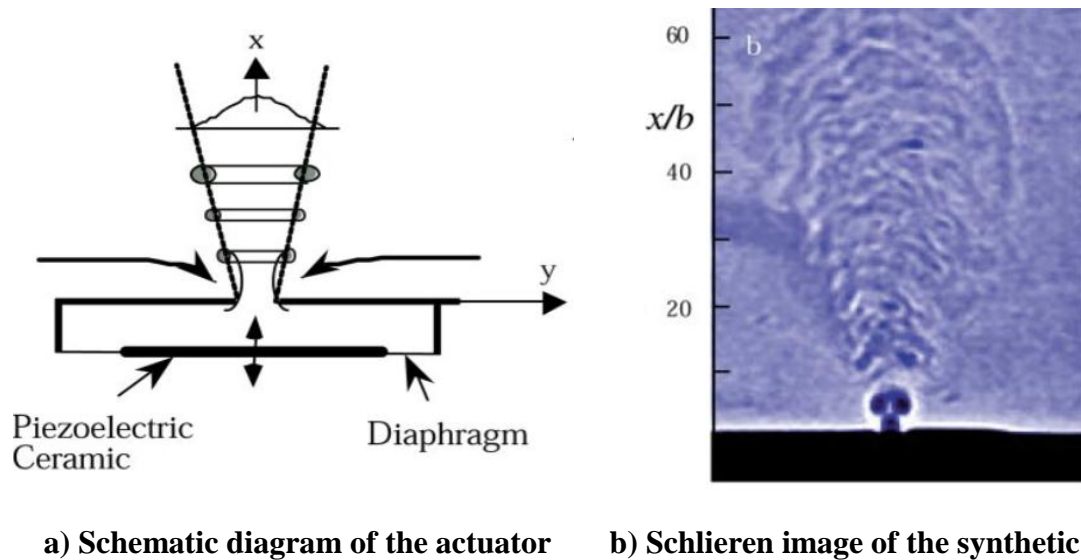 x
y
Piezoelectric
Ceramic
Diaphragm
b
60
x/b
40
20
a) Schematic diagram of the actuator
b) Schlieren image of the synthetic